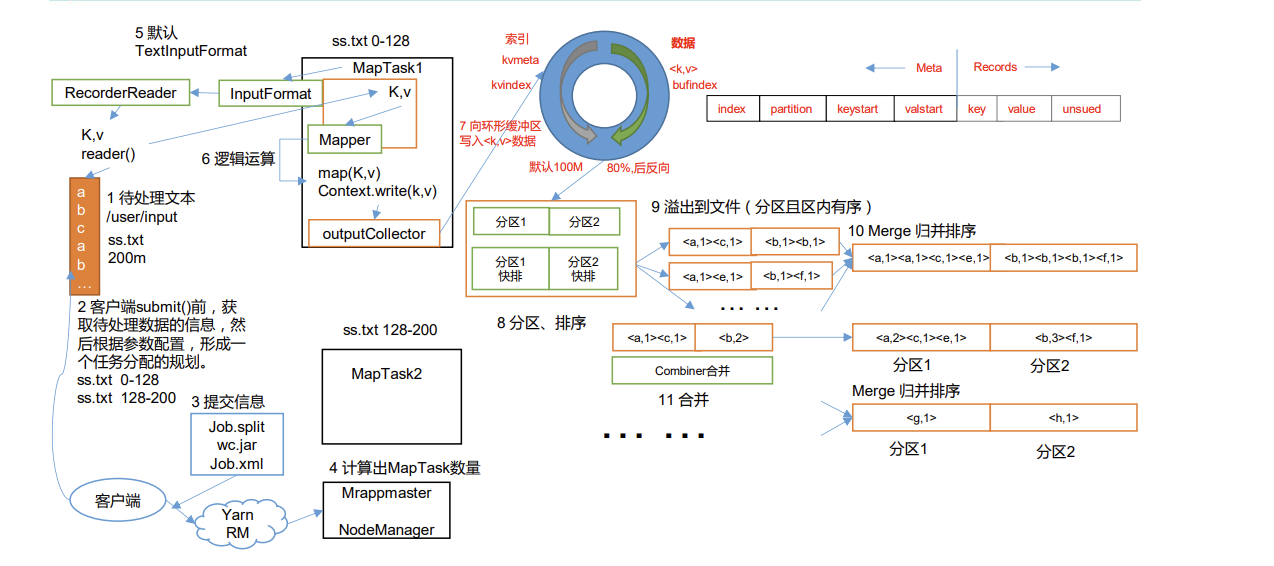 5 默认
TextInputFormat
RecorderReader
InputFormat
K,v
reader()
a
b
c
a
b
...
1 待处理文本
/user/input
ss.txt
200m
2 客户端submit()前，获
取待处理数据的信息，然
后根据参数配置，形成一
个任务分配的规划。
ss.txt 0-128
ss.txt 128-200
3 提交信息
Job.split
wc.jar
Job.xml
客户端
Yarn
RM
ss.txt 0-128
MapTask1
K,v
Mapper
6 逻辑运算
map(K,v)
Context.write(k,v)
outputCollector
ss.txt 128-200
MapTask2
4 计算出MapTask数量
Mrappmaster
NodeManager
索引
kvmeta
kvindex
数据
<k,v>
bufindex
7 向环形缓冲区
写入<k,v>数据
默认100M
80%,后反向
Meta
Records
index
partition
keystart
valstart
key
value
unsued
分区1
分区2
分区1
快排
分区2
快排
8 分区、排序
9 溢出到文件（分区且区内有序）
<a,1><c,1>
<b,1><b,1>
<a,1><e,1>
<b,1><f,1>
... ...
10 Merge 归并排序
<a,1><a,1><c,1><e,1>
<b,1><b,1><b,1><f,1>
<a,1><c,1>
<b,2>
Combiner合并
11 合并
<a,2><c,1><e,1>
<b,3><f,1>
分区1
分区2
Merge 归并排序
<g,1>
<h,1>
分区1
分区2
... ...